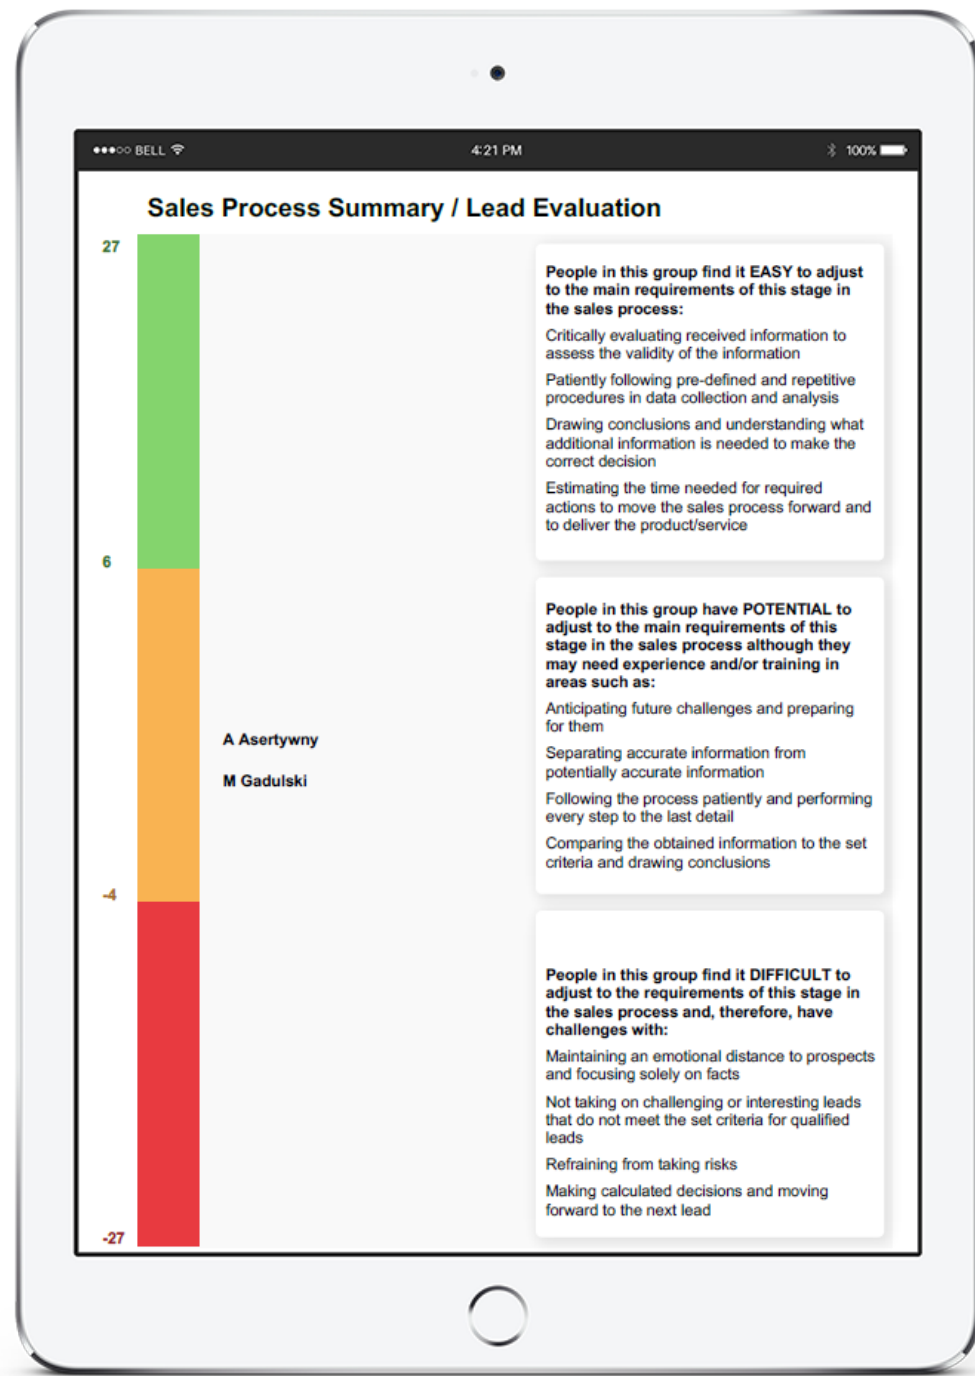 BELL
4:21 PM
100%
Sales Process Summary / Lead Evaluation
27
People in this group find it EASY to adjust
to the main requirements of this stage in
the sales process:
Critically evaluating received information to
assess the validity of the information
Patiently following pre-defined and repetitive
procedures in data collection and analysis
Drawing conclusions and understanding what
additional information is needed to make the
correct decision
Estimating the time needed for required
actions to move the sales process forward and
to deliver the product/service
6
People in this group have POTENTIAL to
adjust to the main requirements of this
stage in the sales process although they
may need experience and/or training in
areas such as:
Anticipating future challenges and preparing
for them
A Asertywny
Separating accurate information from
potentially accurate information
M Gadulski
Following the process patiently and performing
every step to the last detail
Comparing the obtained information to the set
criteria and drawing conclusions
-4
People in this group find it DIFFICULT to
adjust to the requirements of this stage in
the sales process and, therefore, have
challenges with:
Maintaining an emotional distance to prospects
and focusing solely on facts
Not taking on challenging or interesting leads
that do not meet the set criteria for qualified
leads
Refraining from taking risks
Making calculated decisions and moving
forward to the next lead
-27